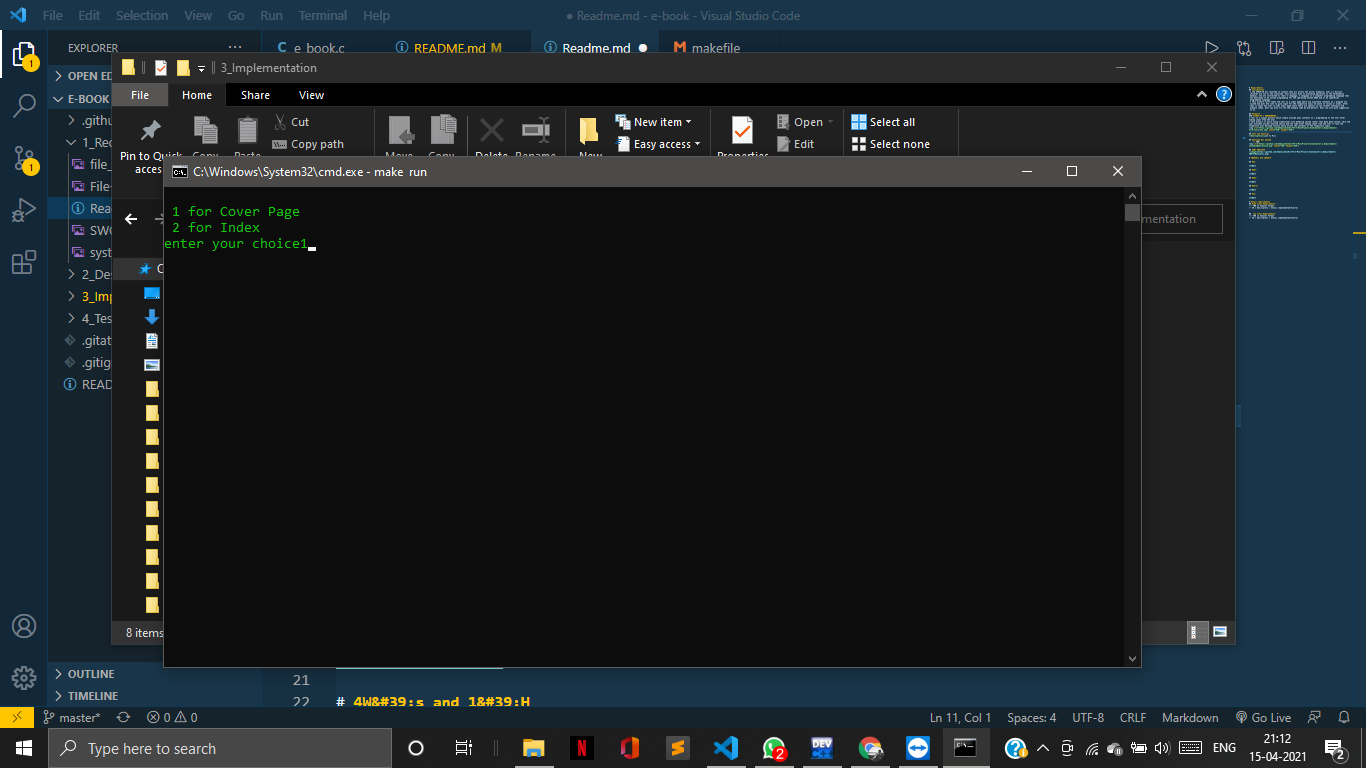 File Edit Selection View Go Run Terminal Help
● Readme.md - e-book - Visual Studio Code
EXPLORER ...
C e_book.c
README.md M
Readme.md ●
M makefile
OPEN ED
E-BOOK
.githu
1_Req
file_
File
Rea
SWO
syst
2_Des
3_Imp
4_Tes
.gitat
.gitig
READ
OUTLINE
TIMELINE
3_Implementation
File Home Share View
Pin to Quick
access
Copy
Paste
Cut
Copy path
Delete
Rename
New
New item
Easy access
Properties
Open
Edit
Select all
Select none
mentation
8 items
C:\Windows\System32\cmd.exe - make run
1 for Cover Page
2 for Index
enter your choice1
21
22 # 4W&#39;s and 1&#39;H
master* 0 0
Ln 11, Col 1 Spaces: 4 UTF-8 CRLF Markdown Go Live
Type here to search
DEV
2
ENG
21:12
15-04-2021
2